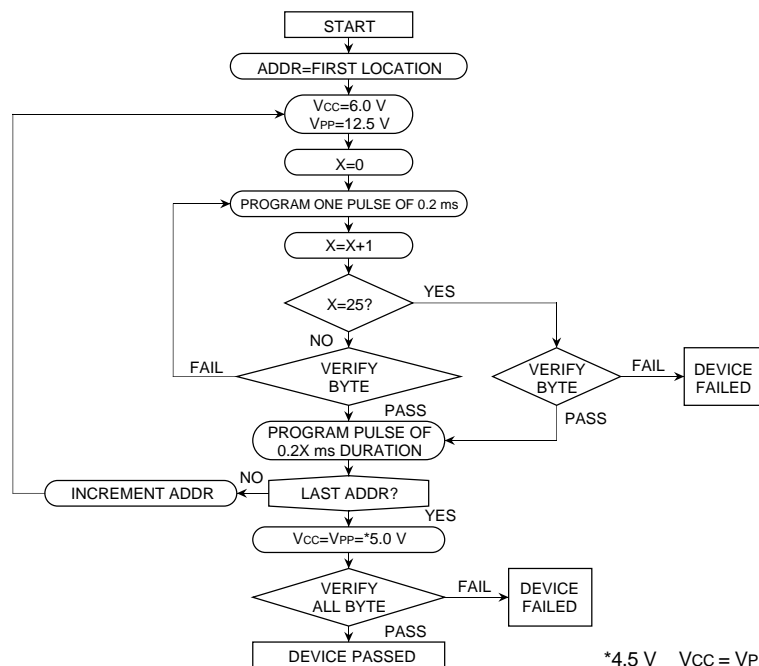 START
ADDR=FIRST LOCATION
VCC=6.0 V
VPP=12.5 V
X=0
PROGRAM ONE PULSE OF 0.2 ms
X=X+1
X=25?
YES
NO
FAIL
VERIFY
BYTE
PASS
VERIFY
BYTE
FAIL
PASS
DEVICE
FAILED
PROGRAM PULSE OF
0.2X ms DURATION
INCREMENT ADDR
NO
LAST ADDR?
YES
VCC=VPP=*5.0 V
VERIFY
ALL BYTE
FAIL
DEVICE
FAILED
PASS
DEVICE PASSED
*4.5 V VCC = VP